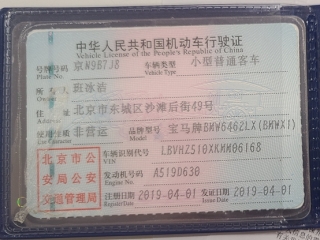 中华人民共和国机动车行驶证
Vehicle License of the People's Republic of China
号牌号码 京N9B7J8 车辆类型 小型普通客车
Plate No. Vehicle Type
所有人 班冰洁
Owner
住址 北京市东城区沙滩后街49号
使用性质 非营运 品牌型号 宝马牌BMW6462LX(BMWX1)
Model
北京市公
安局公安
交通管理局
车辆识别代号 LBVHZ510XKMM06168
VIN
发动机号码 A519D630
Engine No.
注册日期 2019-04-01 发证日期 2019-04-01
Register Date Issue Date